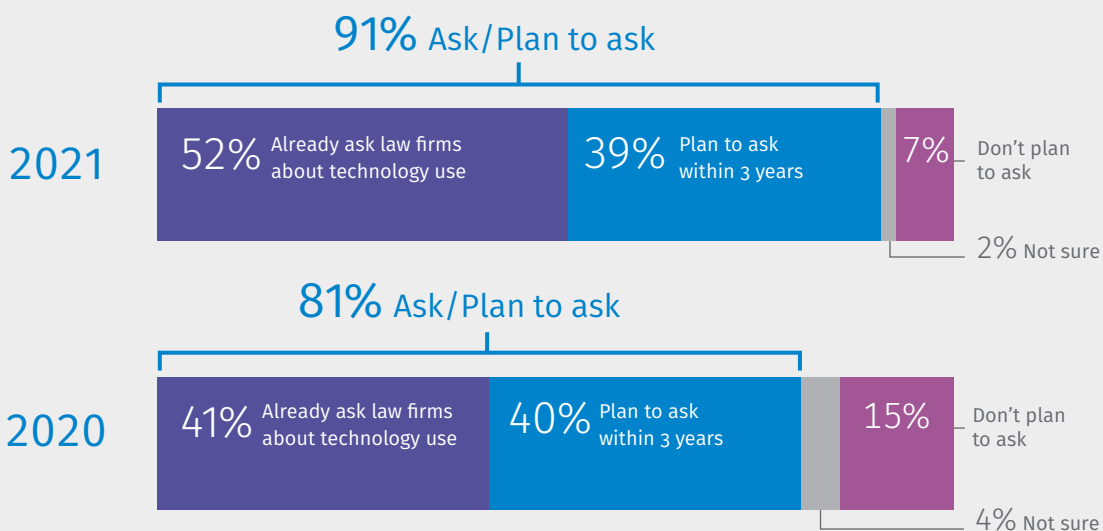 91% Ask/Plan to ask
2021
52% Already ask law firms
about technology use
39% Plan to ask
within 3 years
7%
Don't plan
to ask
2% Not sure
81% Ask/Plan to ask
2020
41% Already ask law firms
about technology use
40% Plan to ask
within 3 years
15%
Don't plan
to ask
4% Not sure